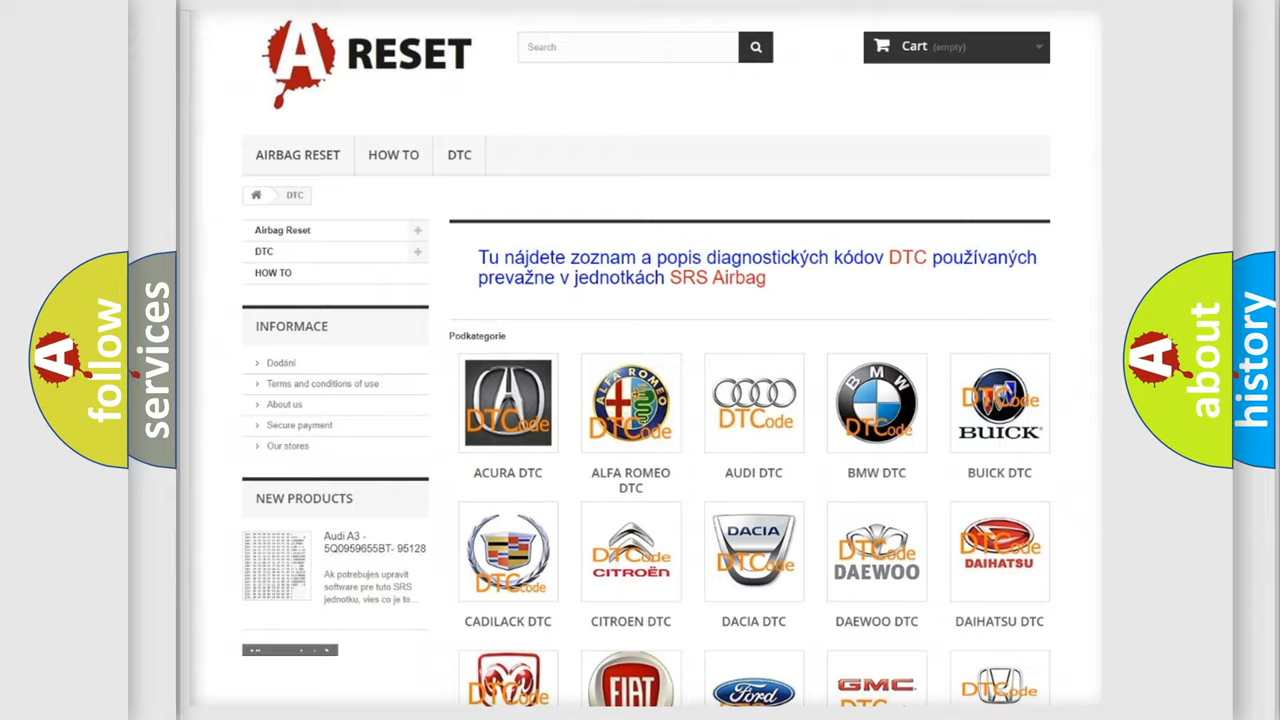 A RESET
Search
Cart (empty)
AIRBAG RESET
HOW TO
DTC
DTC
Airbag Reset
DTC
HOW TO
Tu nájdete zoznam a popis diagnostických kódov DTC používaných
prevažne v jednotkách SRS Airbag
INFORMACE
Dodání
Terms and conditions of use
About us
Secure payment
Our stores
NEW PRODUCTS
Audi A3 -
5Q0959655BT- 95128
Ak potrebujes upravit
software pre tuto SRS
jednotku, vies co je to...
Podkategorie
DTCode
ALFA ROMEO
DTCode
DTCode
BMW
DTCode
DTCode
BUICK
ACURA DTC
ALFA ROMEO
DTC
AUDI DTC
BMW DTC
BUICK DTC
DTCode
DTCode
CITROËN
DACIA
DTCode
DTCode
DAEWOO
DTCode
DAIHATSU
CADILACK DTC
CITROEN DTC
DACIA DTC
DAEWOO DTC
DAIHATSU DTC
DTCode
FIAT
Ford
GMC
DTCode
A follow
services
A about
history